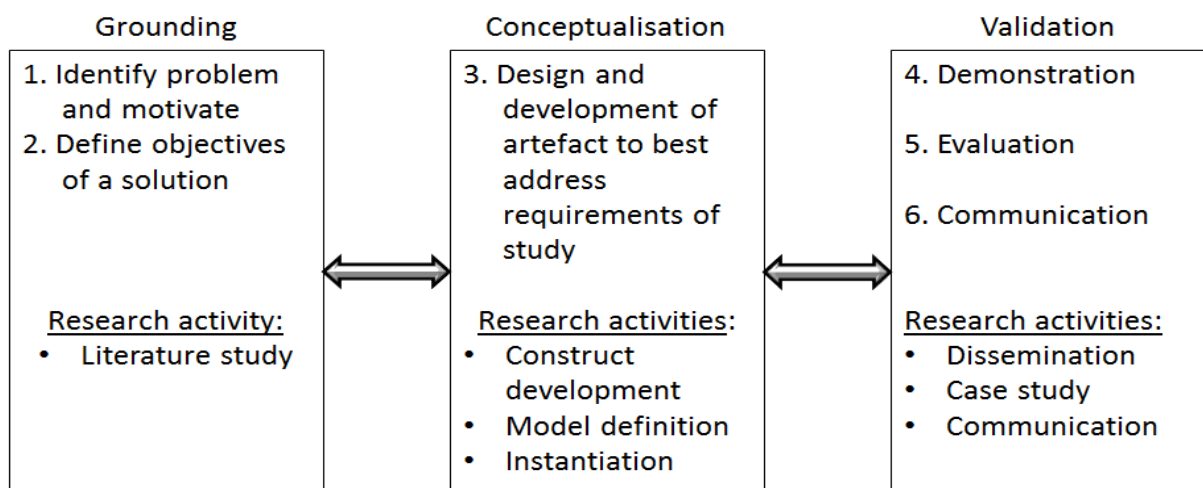 Grounding
1. Identify problem
and motivate
2. Define objectives
of a solution
Research activity:
• Literature study
Conceptualisation
3. Design and
development of
artefact to best
address
requirements of
study
Research activities:
• Construct
development
• Model definition
• Instantiation
Validation
4. Demonstration
5. Evaluation
6. Communication
Research activities:
• Dissemination
• Case study
• Communication